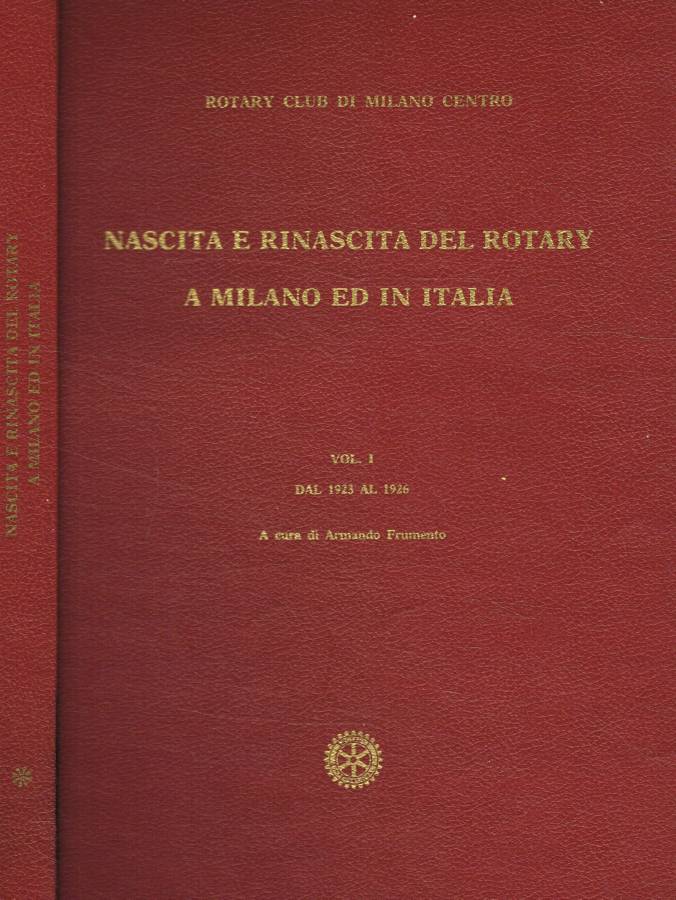 ROTARY CLUB DI MILANO CENTRO
NASCITA E RINASCITA DEL ROTARY
A MILANO ED IN ITALIA
VOL. I
DAL 1923 AL 1926
A cura di Armando Frumento
NASCITA E RINASCITA DEL ROTARY
A MILANO ED IN ITALIA